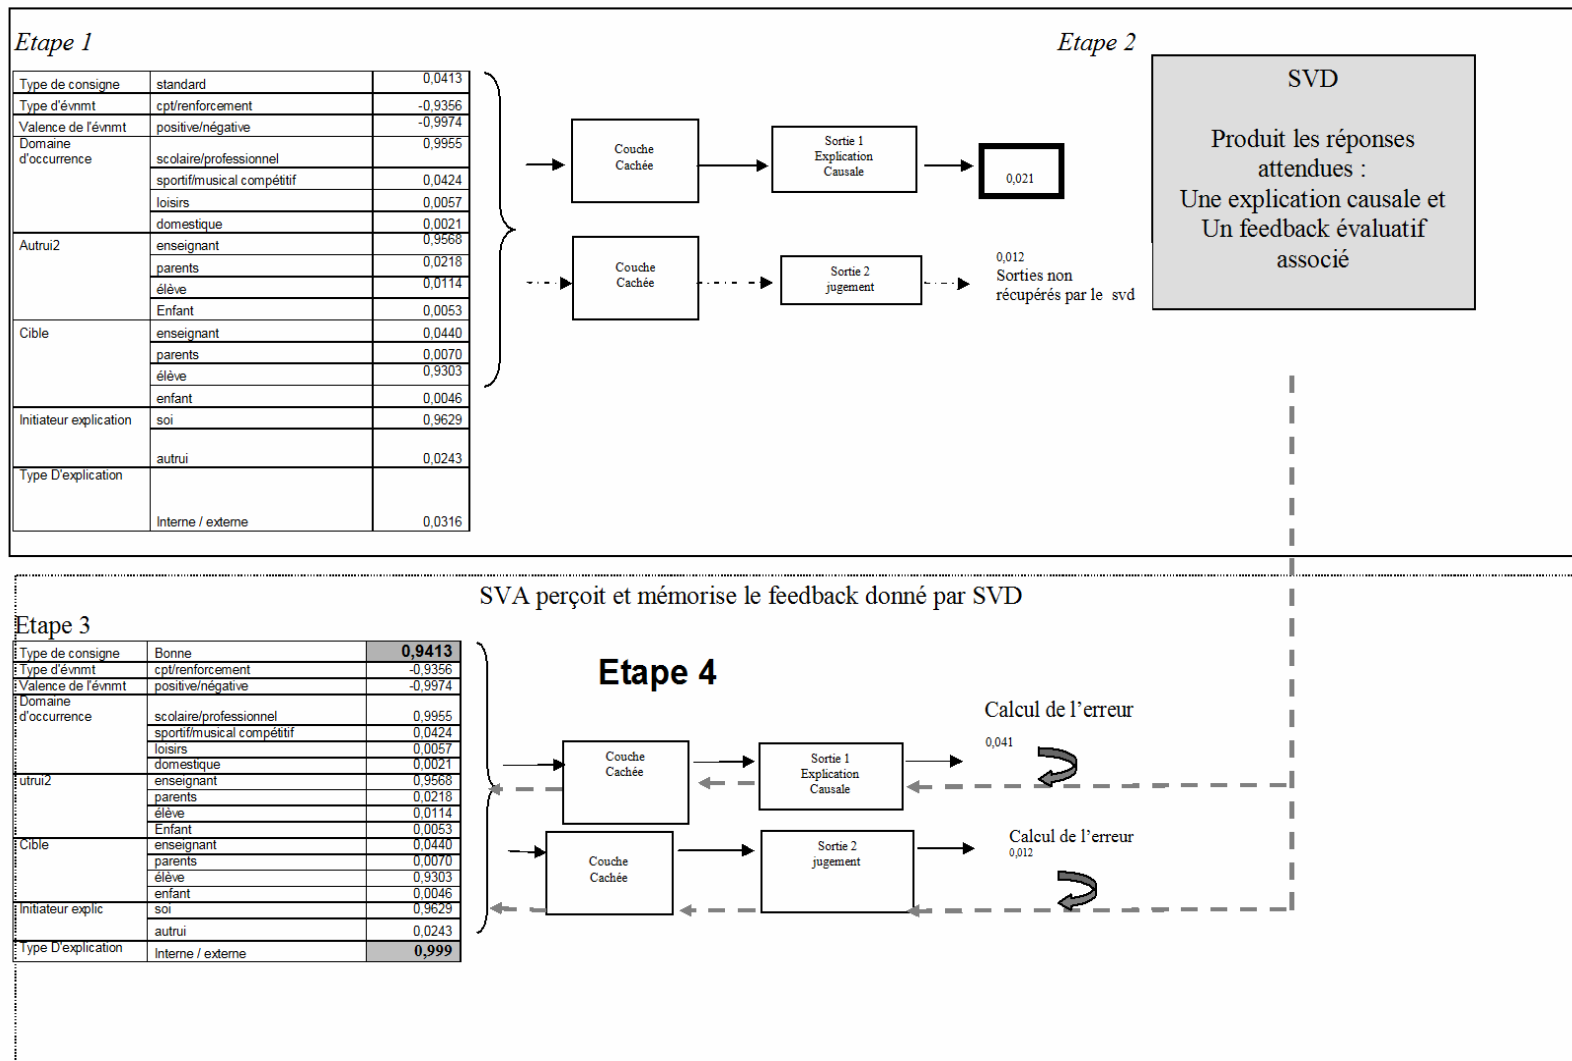 Etape 1
Etape 2
Type de consigne standard 0,0413
Type d'évnmt cpt/renforcement -0,9356
Valence de l'évnmt positive/négative -0,9974
Domaine
d'occurrence scolaire/professionnel 0,9955
sportif/musical compétitif 0,0424
loisirs 0,0057
domestique 0,0021
Autrui2 enseignant 0,9568
parents 0,0218
élève 0,0114
Enfant 0,0053
Cible enseignant 0,0440
parents 0,0070
élève 0,9303
enfant 0,0046
Initiateur explication soi 0,9629
autrui 0,0243
Type D'explication
Interne / externe 0,0316
Couche
Cachée
Sortie 1
Explication
Causale
0,021
Couche
Cachée
Sortie 2
jugement
0,012
Sorties non
récupérés par le svd
SVD
Produit les réponses
attendues :
Une explication causale et
Un feedback évaluatif
associé
SVA perçoit et mémorise le feedback donné par SVD
Etape 3
Type de consigne Bonne 0,9413
Type d'évnmt cpt/renforcement -0,9356
Valence de l'évnmt positive/négative -0,9974
Domaine
d'occurrence scolaire/professionnel 0,9955
sportif/musical compétitif 0,0424
loisirs 0,0057
domestique 0,0021
utrui2 enseignant 0,9568
parents 0,0218
élève 0,0114
Enfant 0,0053
Cible enseignant 0,0440
parents 0,0070
élève 0,9303
enfant 0,0046
Initiateur explic soi 0,9629
autrui 0,0243
Type D'explication Interne / externe 0,999
Etape 4
Couche
Cachée
Sortie 1
Explication
Causale
Calcul de l'erreur
0,041
Couche
Cachée
Sortie 2
jugement
Calcul de l'erreur
0,012